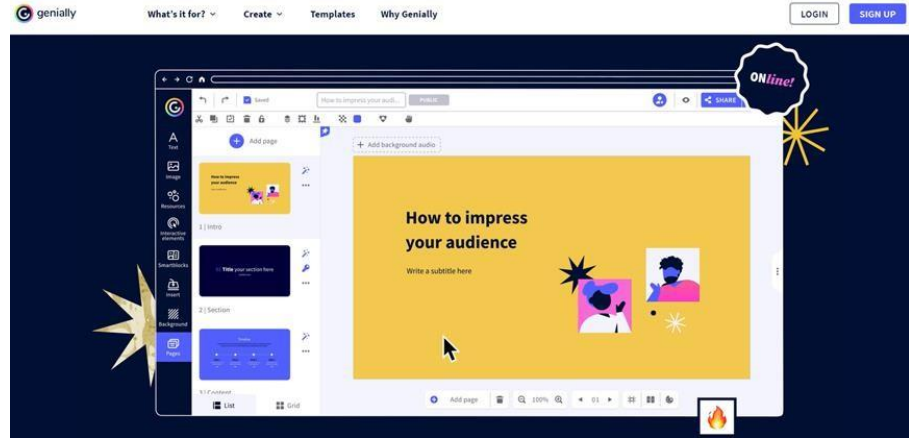 genially
What's it for?
Create
Templates
Why Genially
LOGIN
SIGN UP
ONline!
Saved
How to impress your audi...
PUBLIC
SHARE
Text
Image
Resources
Interactive
elements
Smartblocks
Insert
Background
Pages
Add page
How to impress
your audience
1 | Intro
Title your section here
2 | Section
3 | Content
List
Grid
+ Add background audio
How to impress
your audience
Write a subtitle here
Add page
100%
01